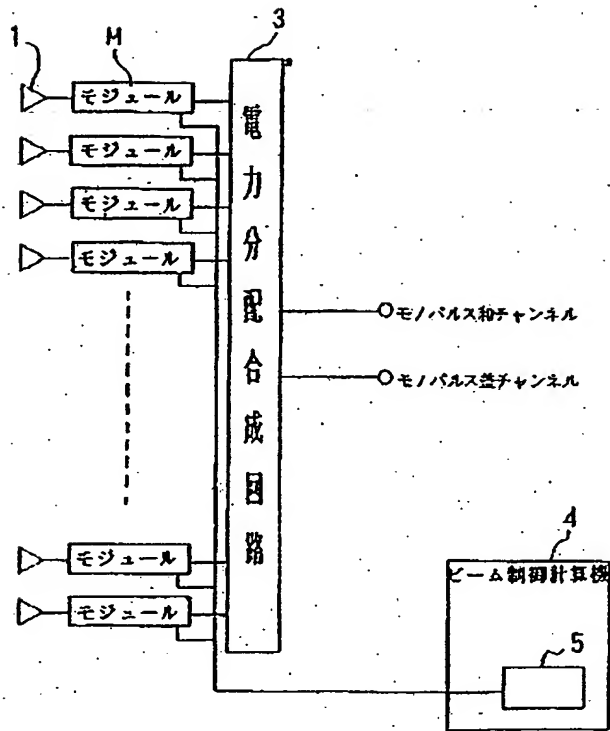 1
M
3
モジュール
モジュール
モジュール
モジュール
電力分配合成回路
モノパルス和チャンネル
モノパルス差チャンネル
モジュール
モジュール
4
ビーム制御計算機
5